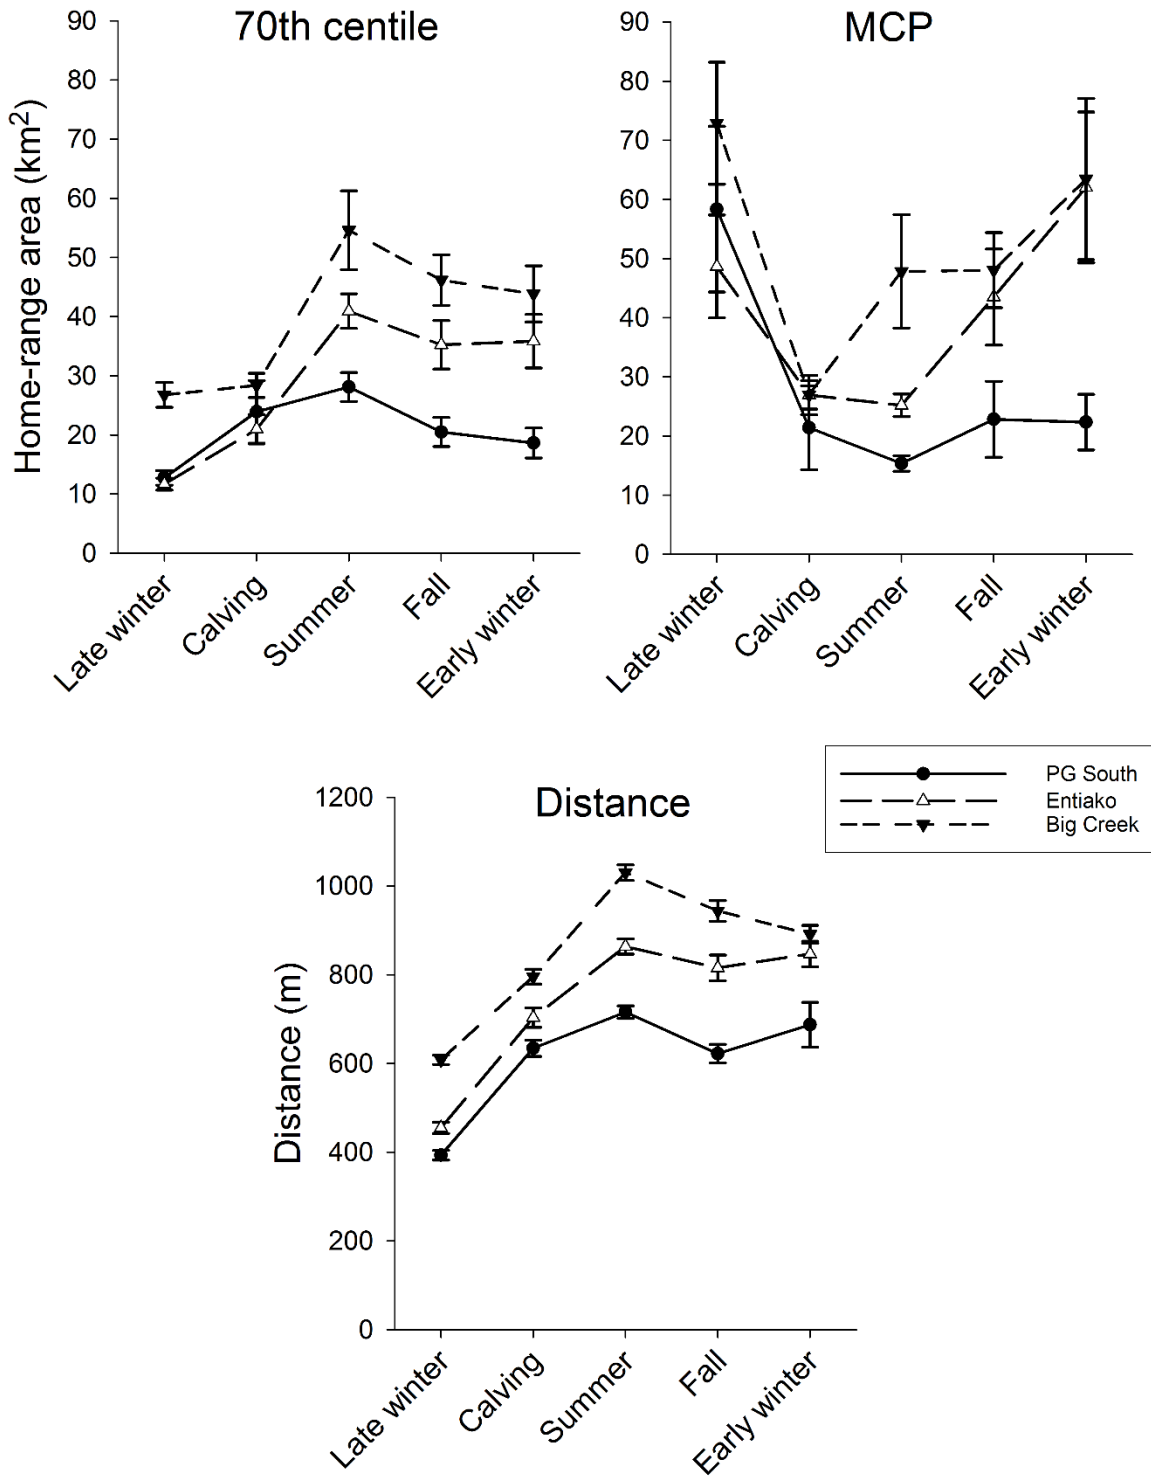 70th centile
MCP
Home-range area (km²)
90
80
70
60
50
40
30
20
10
0
Late winter
Calving
Summer
Fall
Early winter
90
80
70
60
50
40
30
20
10
0
Late winter
Calving
Summer
Fall
Early winter
PG South
Entiako
Big Creek
Distance
Distance (m)
1200
1000
800
600
400
200
0
Late winter
Calving
Summer
Fall
Early winter